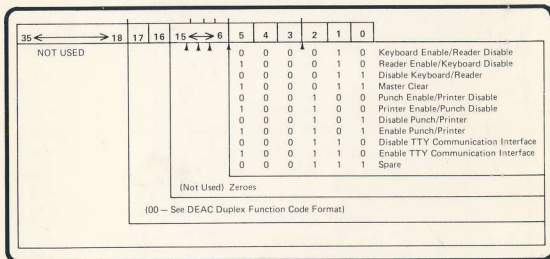 35 ⟷ 18 17 16 15 ⟷ 6 5 4 3 2 1 0
NOT USED
0 0 0 0 1 0 Keyboard Enable/Reader Disable
1 0 0 0 1 0 Reader Enable/Keyboard Disable
0 0 0 0 1 1 Disable Keyboard/Reader
1 0 0 0 1 1 Master Clear
0 0 0 1 0 0 Punch Enable/Printer Disable
1 0 0 1 0 0 Printer Enable/Punch Disable
0 0 0 1 0 1 Disable Punch/Printer
1 0 0 1 0 1 Enable Punch/Printer
0 0 0 1 1 0 Disable TTY Communication Interface
1 0 0 1 1 0 Enable TTY Communication Interface
0 0 0 1 1 1 Spare
(Not Used) Zeroes
(00 — See DEAC Duplex Function Code Format)